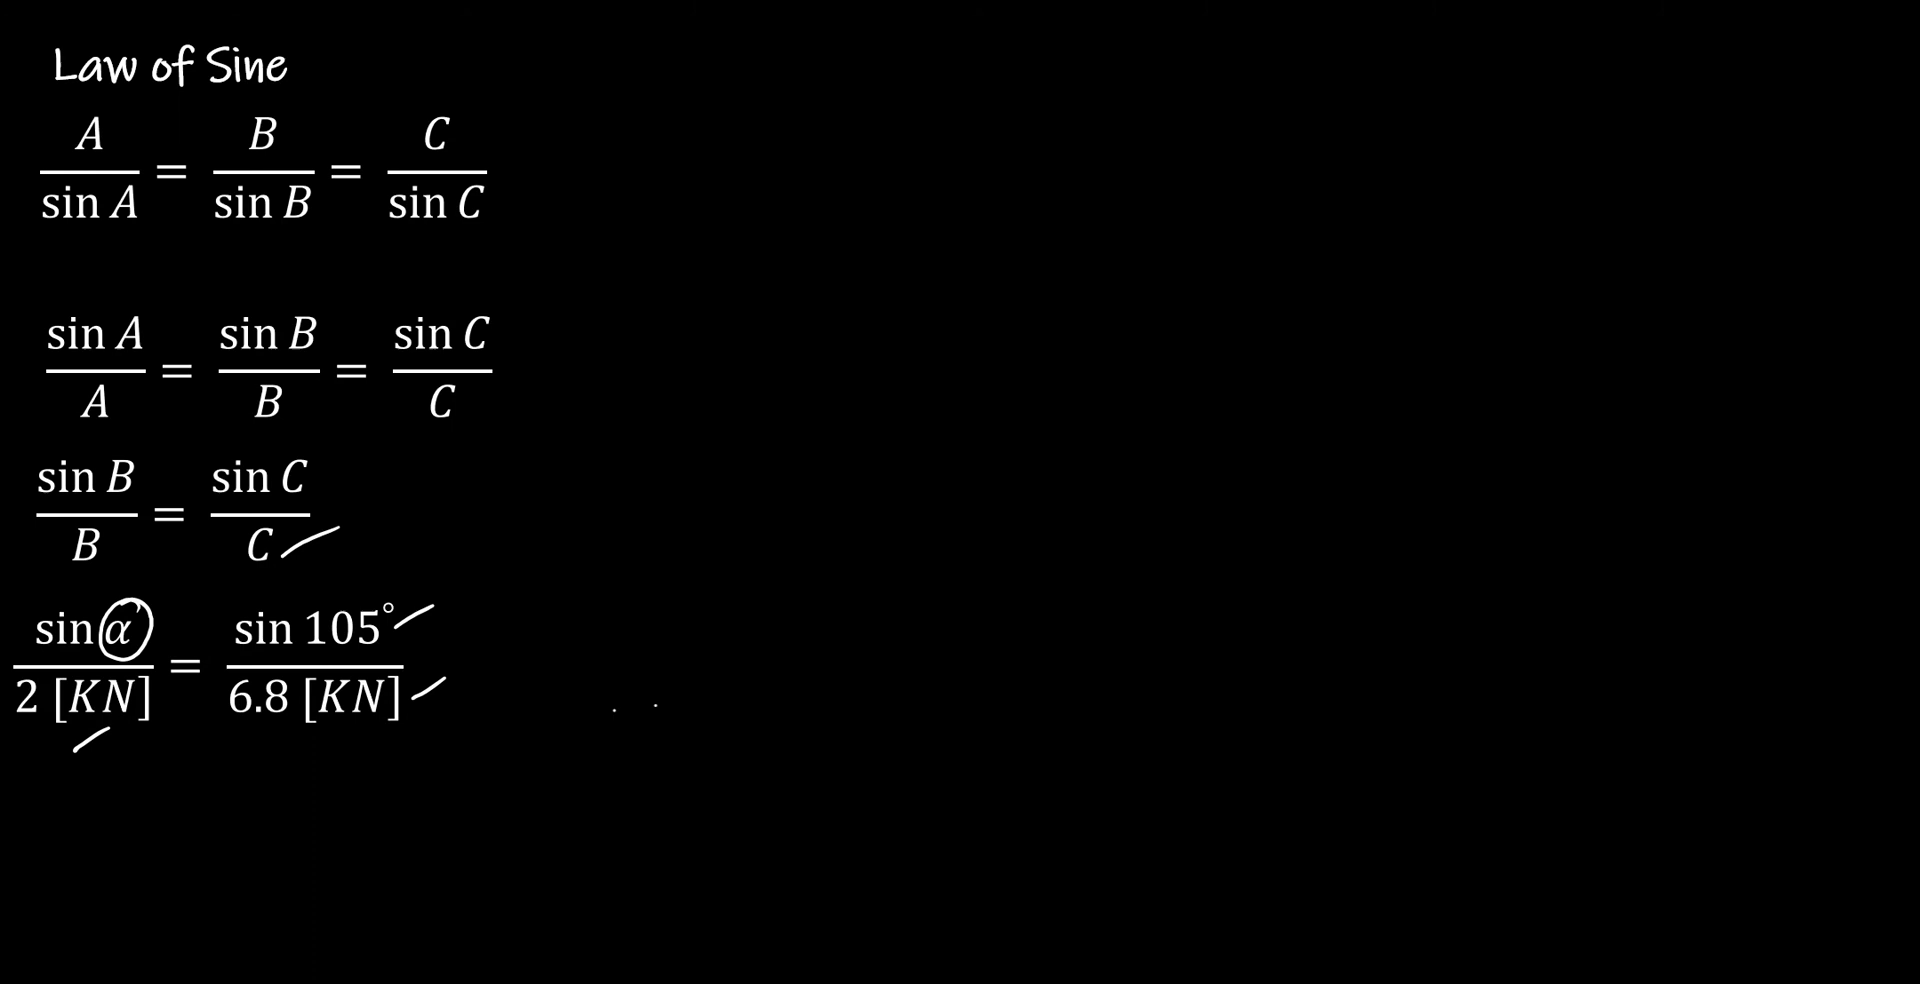 Law of Sine
A/sin A = B/sin B = C/sin C
sin A/A = sin B/B = sin C/C
sin B/B = sin C/C
sin α/2 [KN] = sin 105°/6.8 [KN]